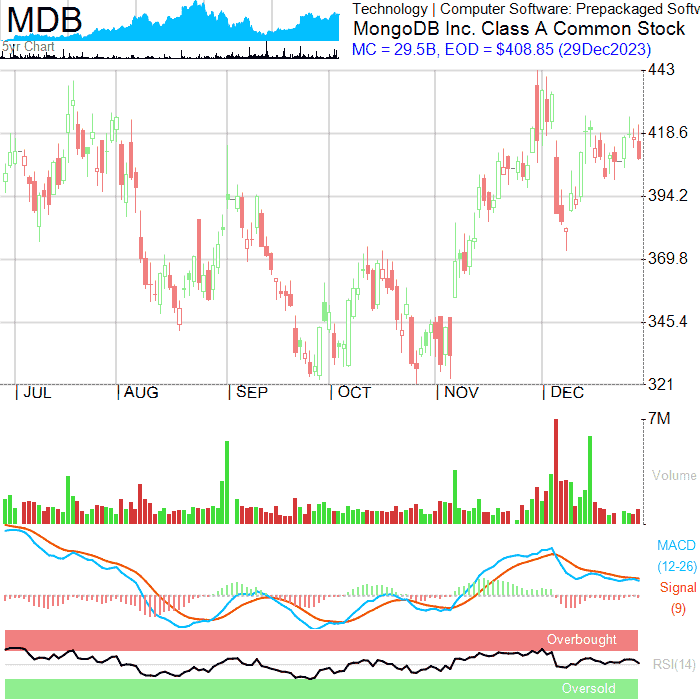 MDB
5yr Chart
Technology | Computer Software: Prepackaged Softw
MongoDB Inc. Class A Common Stock
MC = 29.5B, EOD = $408.85 (29Dec2023)
443
418.6
394.2
369.8
345.4
321
| JUL | AUG | SEP | OCT | NOV | DEC
7M
Volume
MACD
(12-26)
Signal
(9)
Overbought
RSI(14)
Oversold